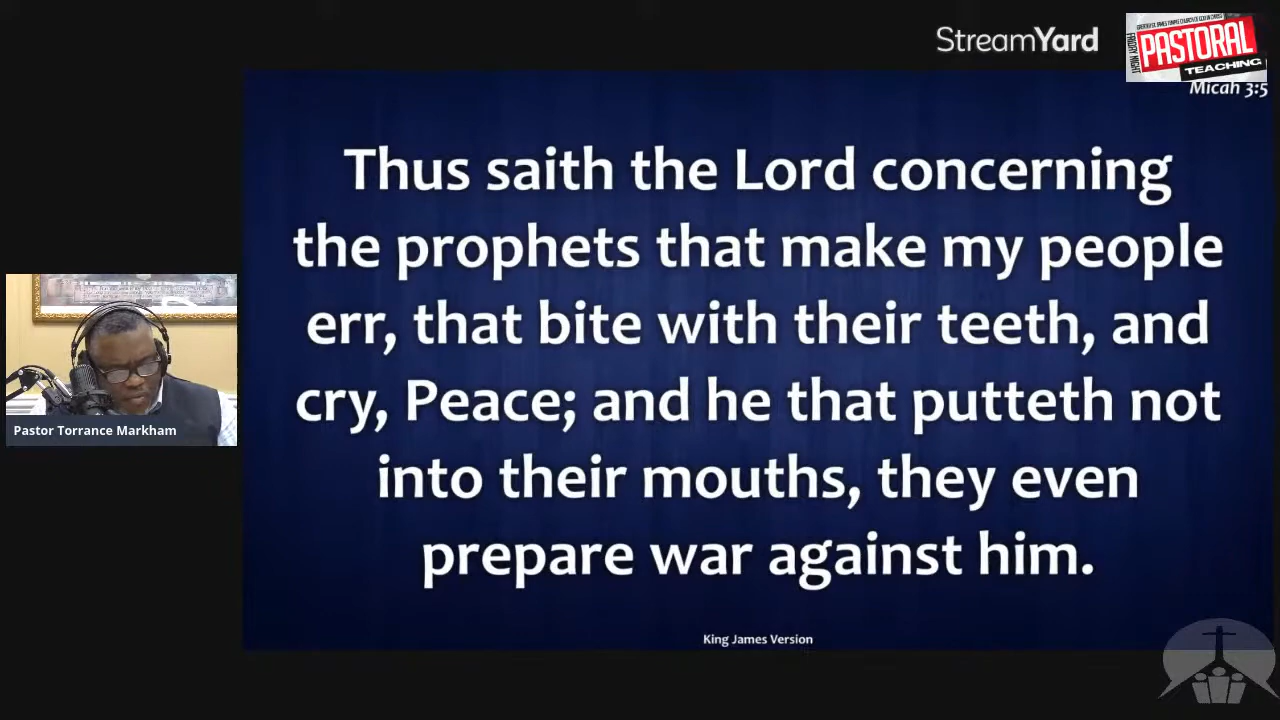 StreamYard
FRIDAY NIGHT
PASTORAL
TEACHING
Micah 3:5
Thus saith the Lord concerning
the prophets that make my people
err, that bite with their teeth, and
cry, Peace; and he that putteth not
into their mouths, they even
prepare war against him.
King James Version
Pastor Torrance Markham